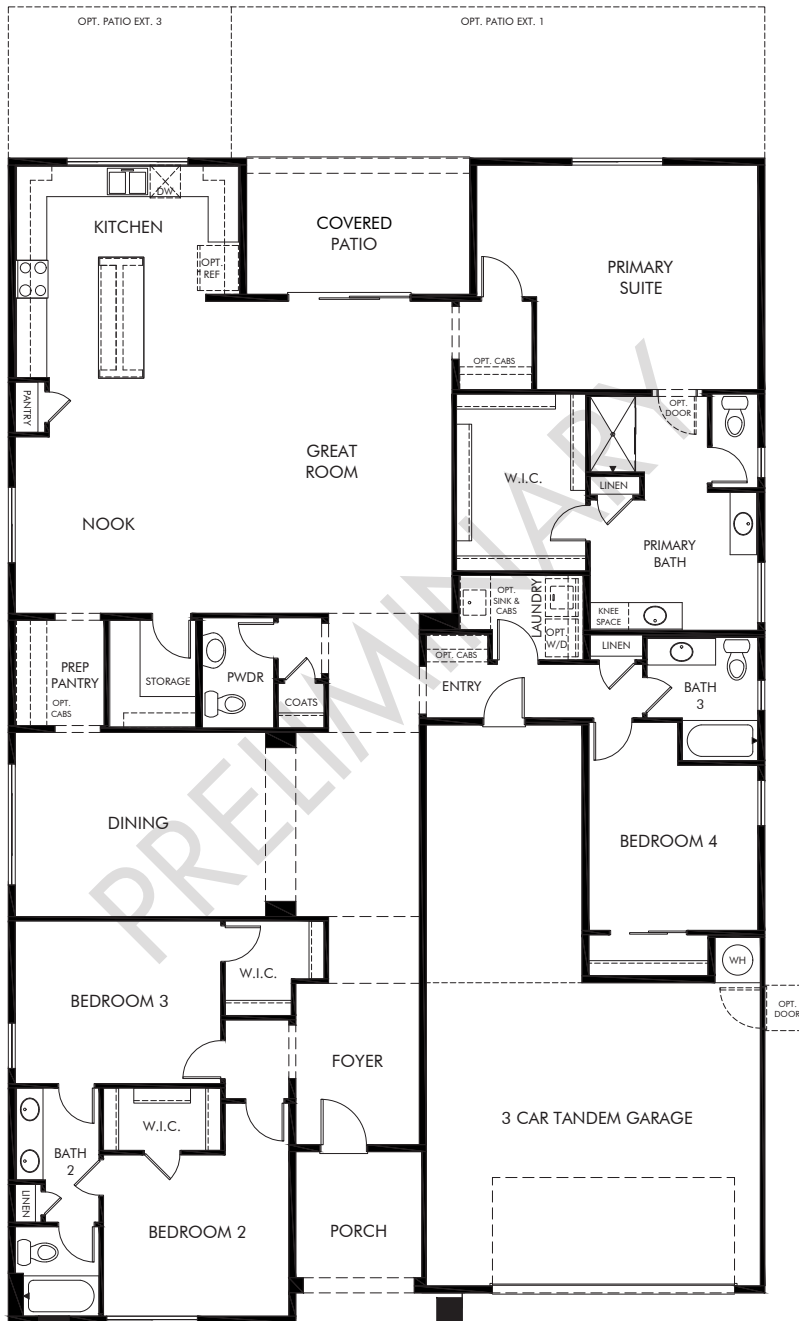 OPT. PATIO EXT. 3
OPT. PATIO EXT. 1
DW
KITCHEN
COVERED
PATIO
OPT.
REF
PRIMARY
SUITE
OPT. CABS
PANTRY
OPT.
DOOR
GREAT
ROOM
W.I.C.
LINEN
NOOK
PRIMARY
BATH
OPT.
SINK &
CABS
LAUNDRY
KNEE
SPACE
OPT.
W/D
LINEN
OPT. CABS
PREP
PANTRY
OPT.
CABS
STORAGE
PWDR
COATS
ENTRY
BATH
3
DINING
BEDROOM 4
PRELIMINARY
W.I.C.
WH
BEDROOM 3
OPT.
DOOR
FOYER
3 CAR TANDEM GARAGE
W.I.C.
BATH
2
LINEN
BEDROOM 2
PORCH